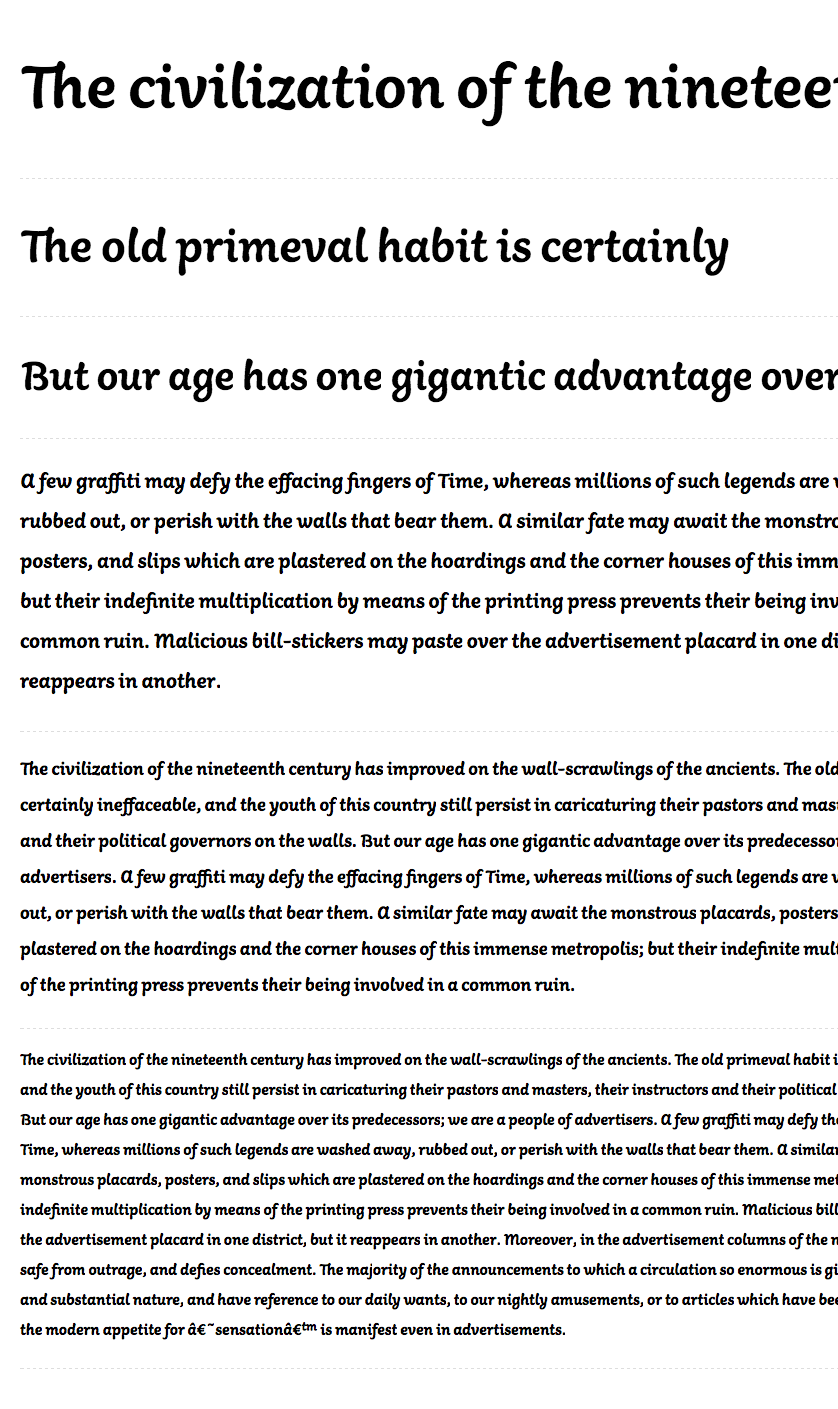 The civilization of the
The old primeval habit is certainly
But our age has one gigantic advantage over
A few graffiti may defy the effacing fingers of Time, whereas millions of such legends are
rubbed out, or perish with the walls that bear them. A similar fate may await the
posters, and slips which are plastered on the hoardings and the corner houses of this
but their indefinite multiplication by means of the printing press prevents their being
common ruin. Malicious bill-stickers may paste over the advertisement placard in one
reappears in another.
The civilization of the nineteenth century has improved on the wall-scrawlings of the ancients. The old
certainly ineffaceable, and the youth of this country still persist in caricaturing their pastors and
and their political governors on the walls. But our age has one gigantic advantage over its
advertisers. A few graffiti may defy the effacing fingers of Time, whereas millions of such legends are
out, or perish with the walls that bear them. A similar fate may await the monstrous placards, posters
plastered on the hoardings and the corner houses of this immense metropolis; but their indefinite
of the printing press prevents their being involved in a common ruin.
The civilization of the nineteenth century has improved on the wall-scrawlings of the ancients. The old primeval habit
and the youth of this country still persist in caricaturing their pastors and masters, their instructors and their political
But our age has one gigantic advantage over its predecessors; we are a people of advertisers. A few graffiti may defy
Time, whereas millions of such legends are washed away, rubbed out, or perish with the walls that bear them. A
monstrous placards, posters, and slips which are plastered on the hoardings and the corner houses of this immense
indefinite multiplication by means of the printing press prevents their being involved in a common ruin. Malicious
the advertisement placard in one district, but it reappears in another. Moreover, in the advertisement columns of the
safe from outrage, and defies concealment. The majority of the announcements to which a circulation so enormous is
and substantial nature, and have reference to our daily wants, to our nightly amusements, or to articles which have
the modern appetite for â€˜sensationâ€™ is manifest even in advertisements.